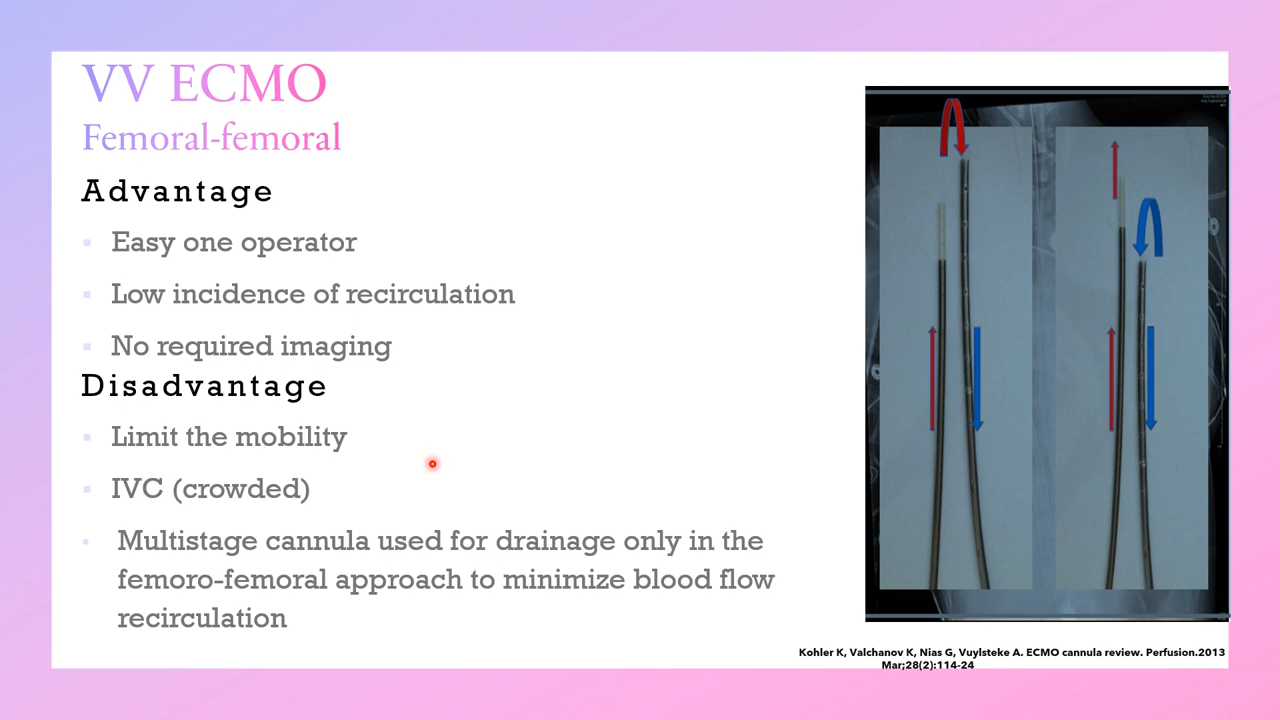 VV ECMO
Femoral-femoral
Advantage
Easy one operator
Low incidence of recirculation
No required imaging
Disadvantage
Limit the mobility
IVC (crowded)
Multistage cannula used for drainage only in the
femoro-femoral approach to minimize blood flow
recirculation
Kohler K, Valchanov K, Nias G, Vuylsteke A. ECMO cannula review. Perfusion.2013
Mar;28(2):114-24